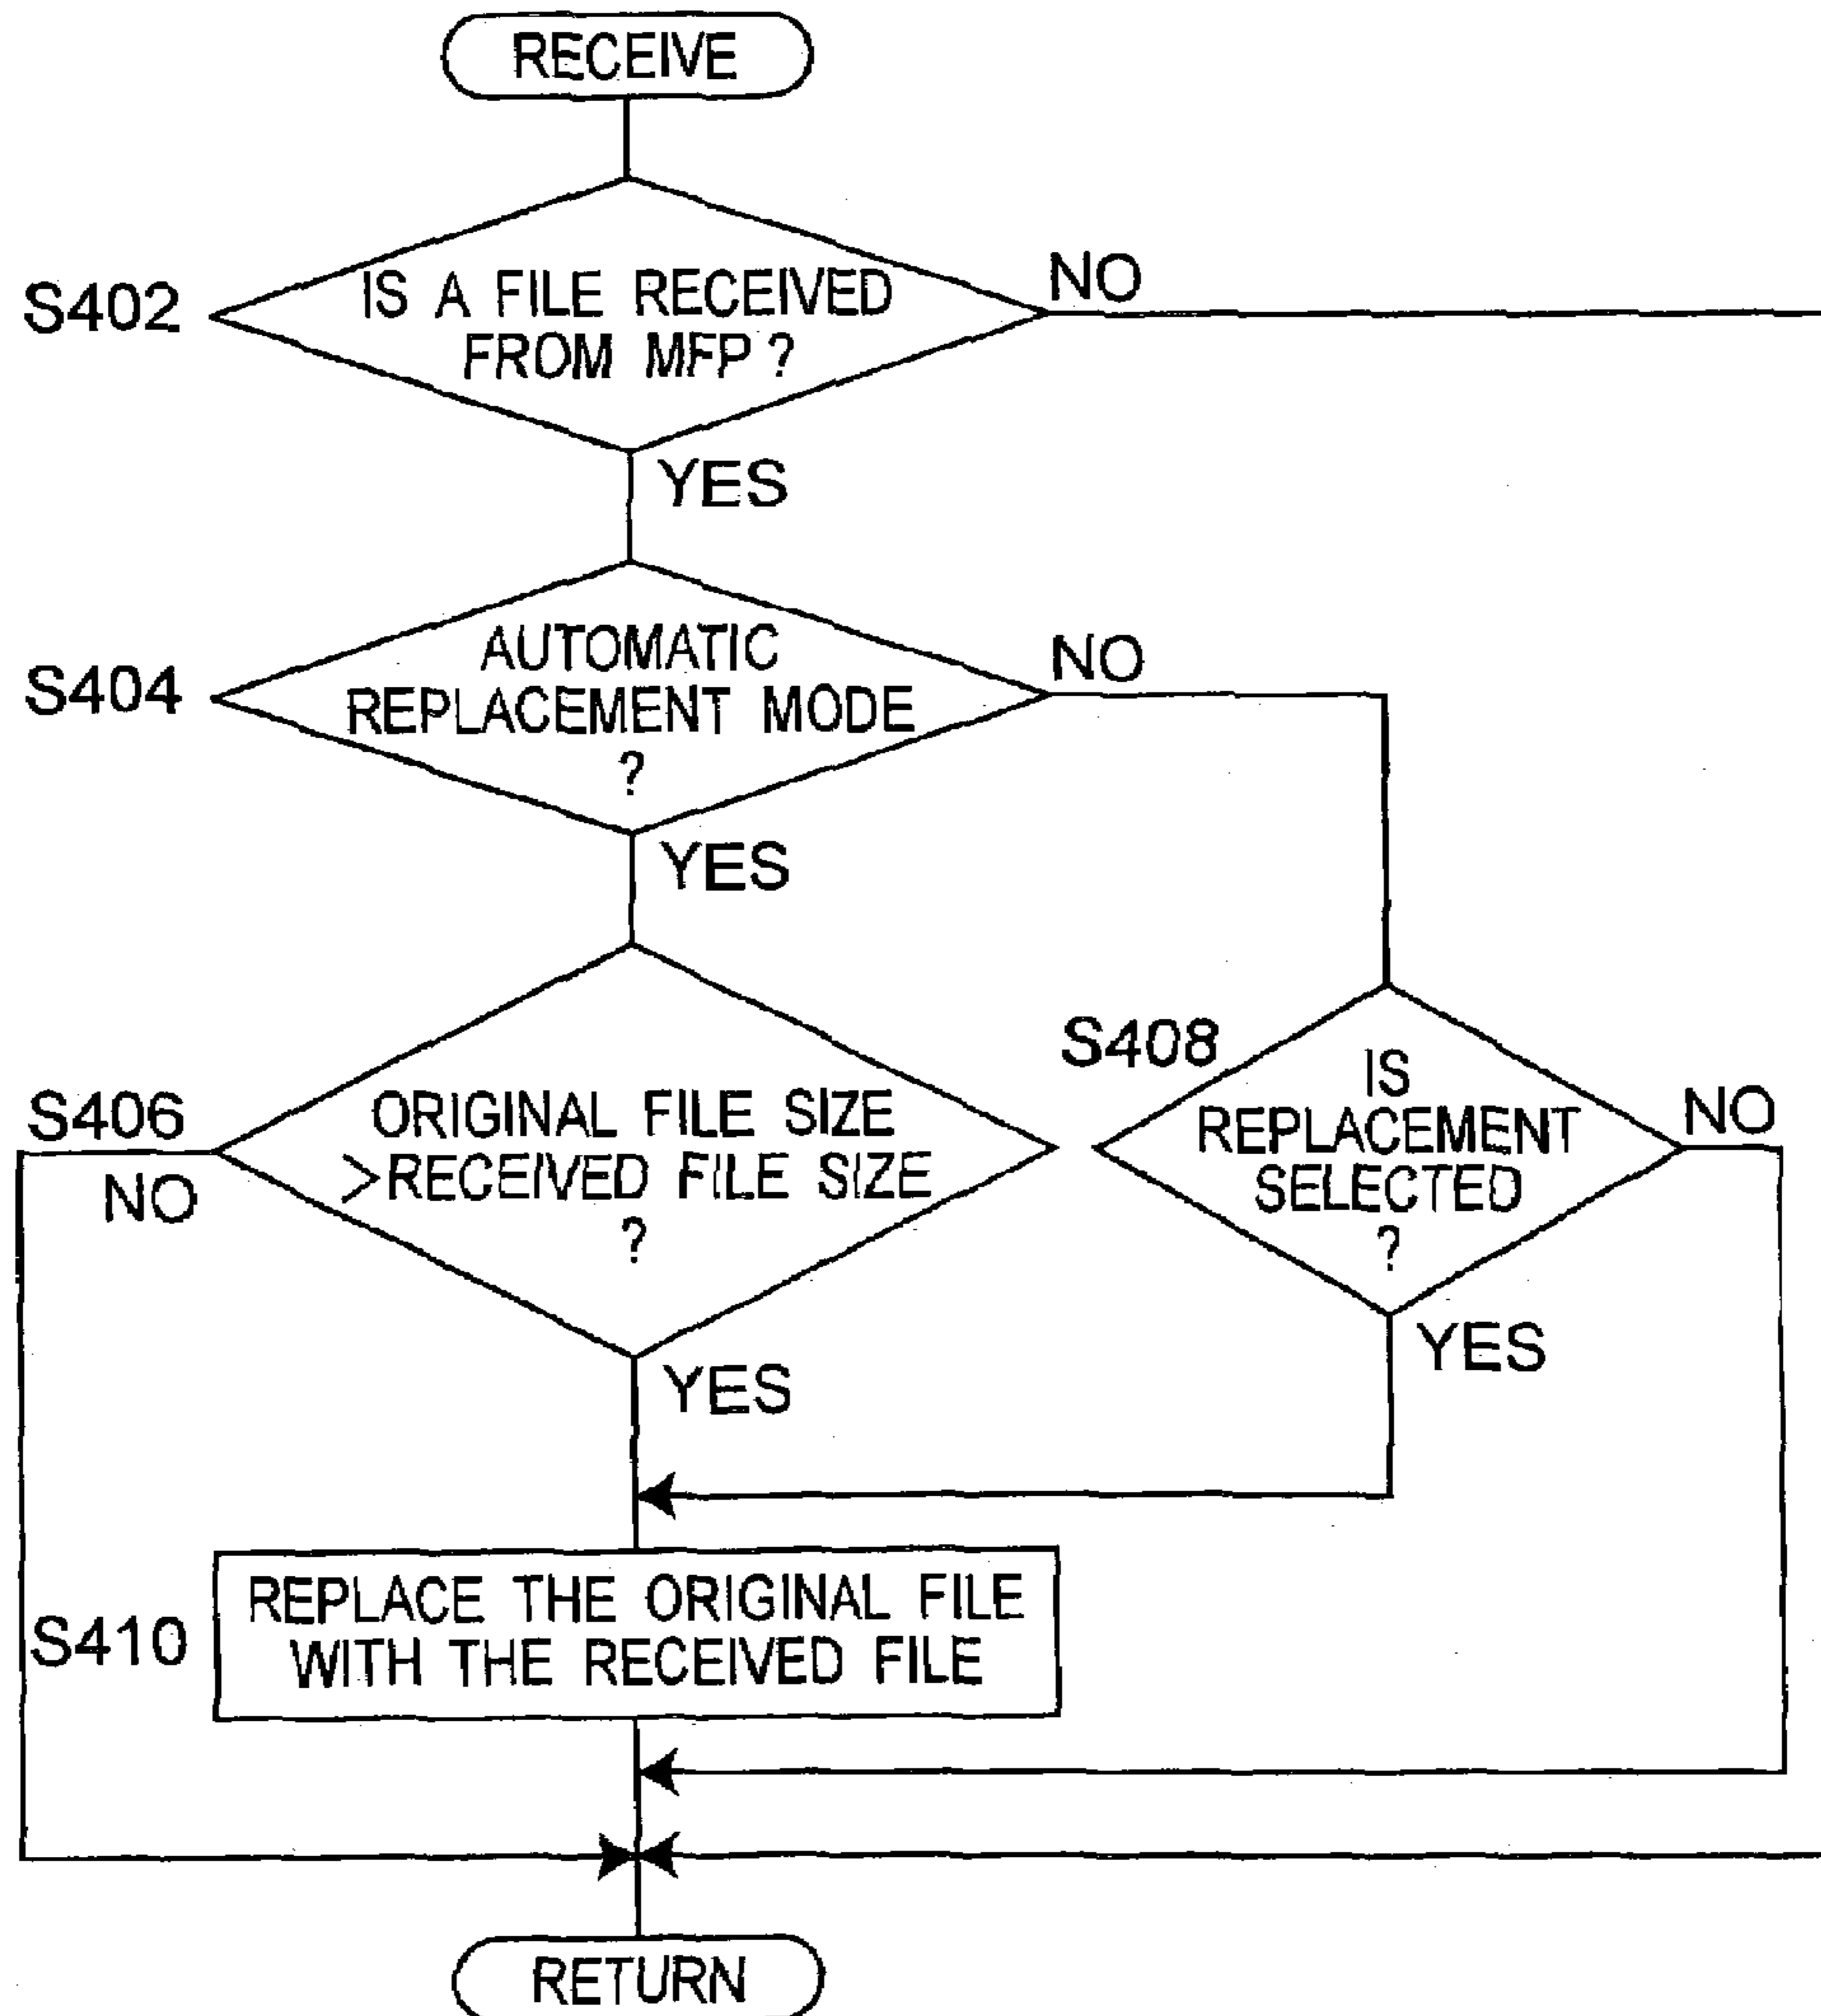 RECEIVE
S402
IS A FILE RECEIVED
FROM MFP ?
NO
YES
S404
AUTOMATIC
REPLACEMENT MODE
?
NO
YES
S406
NO
ORIGINAL FILE SIZE
>RECEIVED FILE SIZE
?
YES
S408
IS
REPLACEMENT
SELECTED
?
NO
YES
S410
REPLACE THE ORIGINAL FILE
WITH THE RECEIVED FILE
RETURN